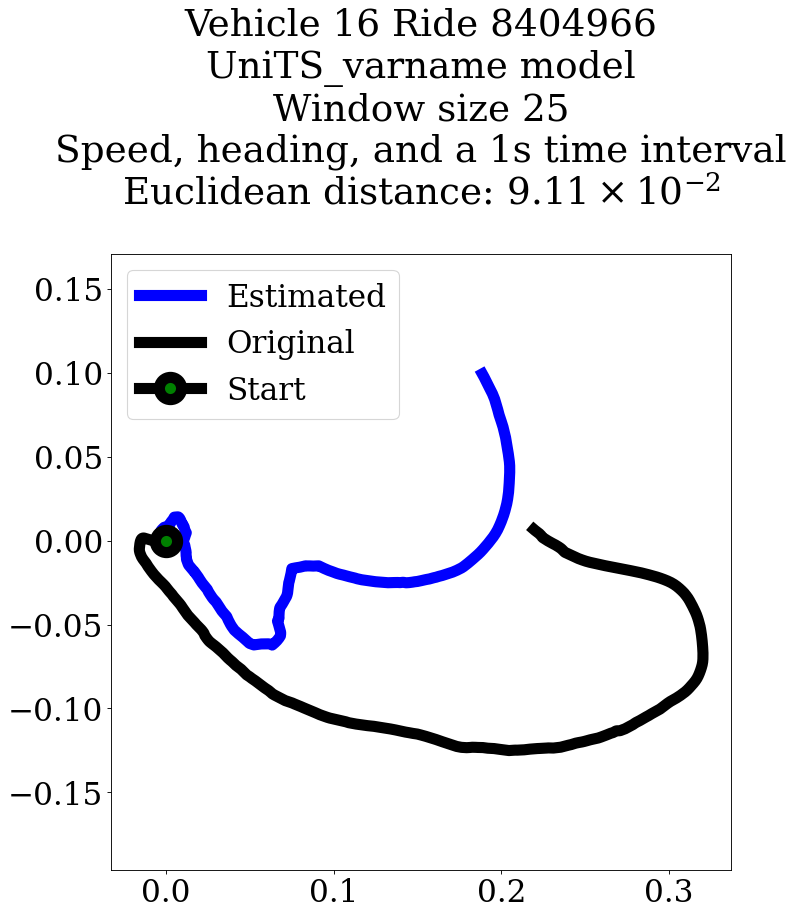 Vehicle 16 Ride 8404966
UniTS_varname model
Window size 25
Speed, heading, and a 1s time interval
Euclidean distance: 9.11 × 10⁻²
Estimated
Original
Start
0.15
0.10
0.05
0.00
−0.05
−0.10
−0.15
0.0 0.1 0.2 0.3